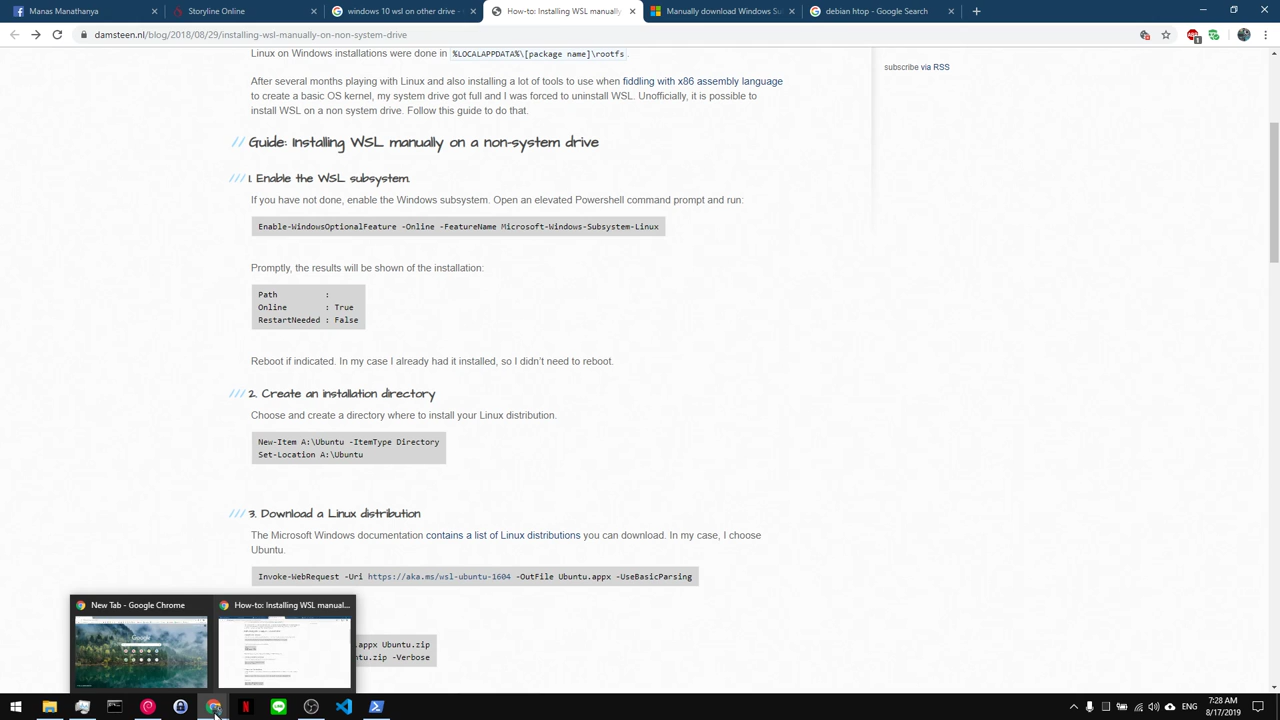 Manas Manathanya
Storyline Online
windows 10 wsl on other drive -
How-to: Installing WSL manually
Manually download Windows Su
debian htop - Google Search
damsteen.nl/blog/2018/08/29/installing-wsl-manually-on-non-system-drive
1
Linux on Windows installations were done in %LOCALAPPDATA%\[package name]\rootfs.
subscribe via RSS
After several months playing with Linux and also installing a lot of tools to use when fiddling with x86 assembly language
to create a basic OS kernel, my system drive got full and I was forced to uninstall WSL. Unofficially, it is possible to
install WSL on a non system drive. Follow this guide to do that.
// Guide: Installing WSL manually on a non-system drive
/// 1. Enable the WSL subsystem.
If you have not done, enable the Windows subsystem. Open an elevated Powershell command prompt and run:
Enable-WindowsOptionalFeature -Online -FeatureName Microsoft-Windows-Subsystem-Linux
Promptly, the results will be shown of the installation:
Path :
Online : True
RestartNeeded : False
Reboot if indicated. In my case I already had it installed, so I didn't need to reboot.
/// 2. Create an installation directory
Choose and create a directory where to install your Linux distribution.
New-Item A:\Ubuntu -ItemType Directory
Set-Location A:\Ubuntu
/// 3. Download a Linux distribution
The Microsoft Windows documentation contains a list of Linux distributions you can download. In my case, I choose
Ubuntu.
Invoke-WebRequest -Uri https://aka.ms/wsl-ubuntu-1604 -OutFile Ubuntu.appx -UseBasicParsing
New Tab - Google Chrome
How-to: Installing WSL manual...
Google
.appx Ubuntu.zip
tu.zip -Verbose
ENG
7:28 AM
8/17/2019